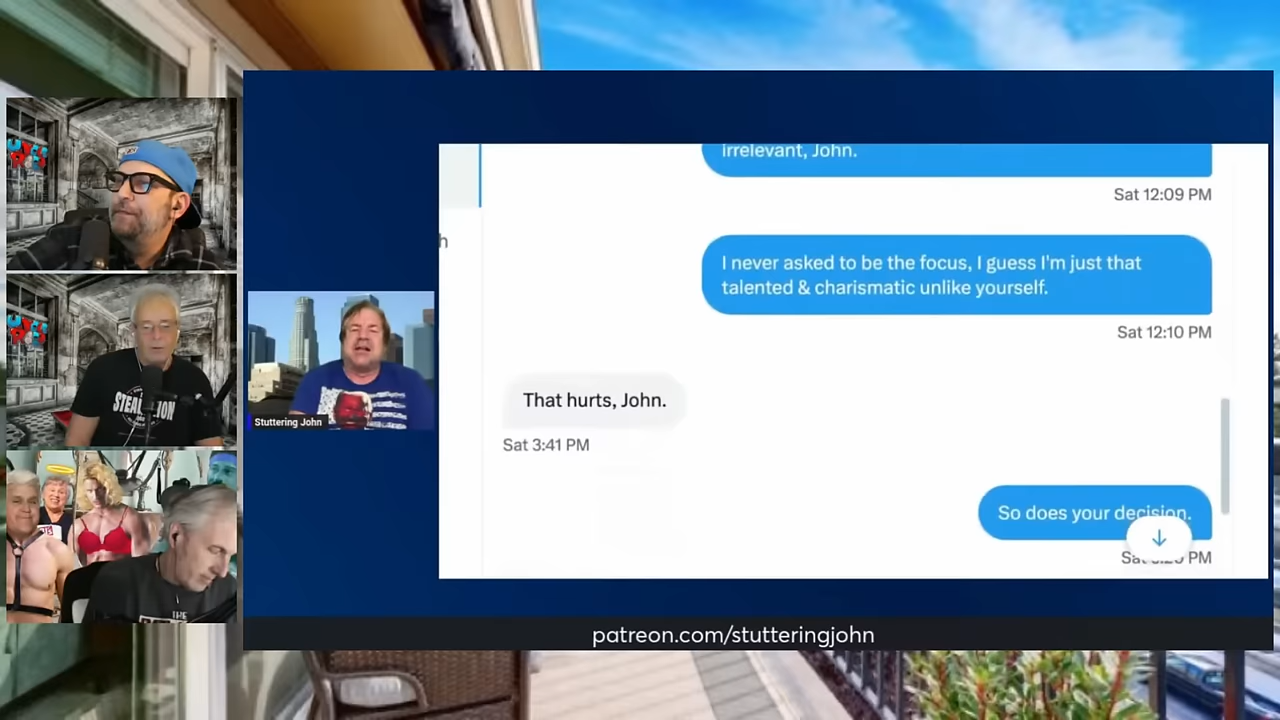 irrelevant, John.
Sat 12:09 PM
h
I never asked to be the focus, I guess I'm just that
talented & charismatic unlike yourself.
Sat 12:10 PM
That hurts, John.
Sat 3:41 PM
So does your decision.
Stuttering John
THE
patreon.com/stutteringjohn